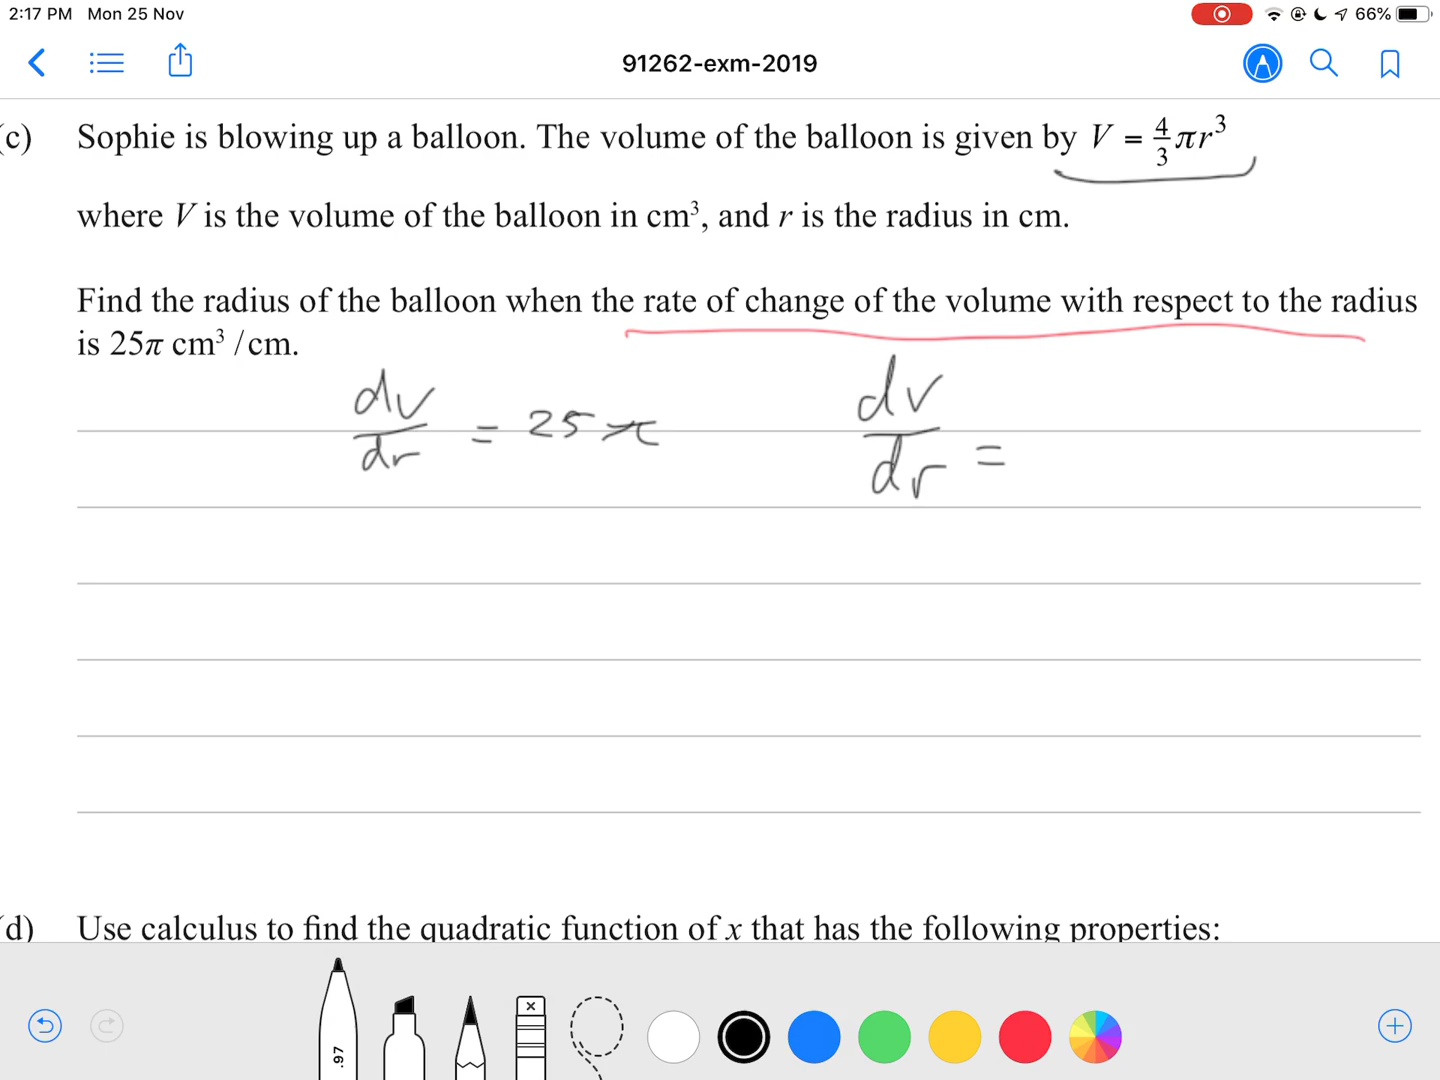 2:17 PM Mon 25 Nov 66%
91262-exm-2019
(c) Sophie is blowing up a balloon. The volume of the balloon is given by V = 4/3 πr³
where V is the volume of the balloon in cm³, and r is the radius in cm.
Find the radius of the balloon when the rate of change of the volume with respect to the radius
is 25π cm³ / cm.
dv/dr = 25π dv/dr =
(d) Use calculus to find the quadratic function of x that has the following properties:
.97